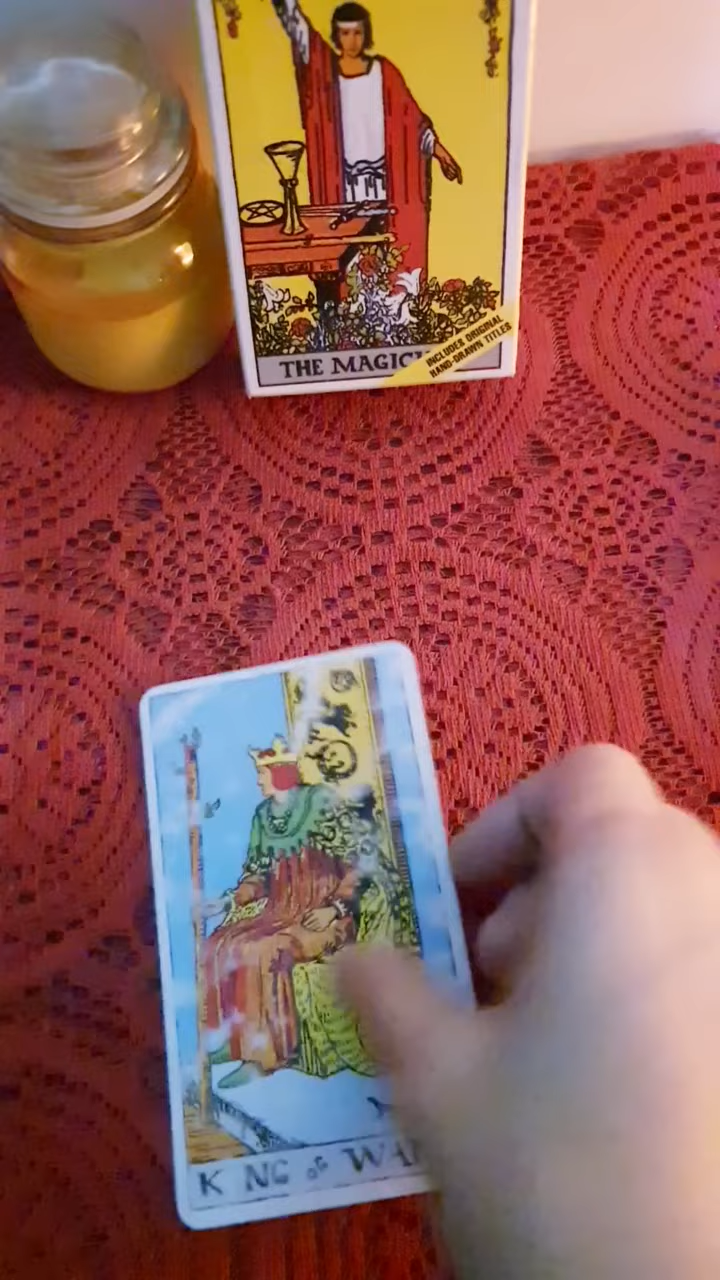 THE MAGIC
INCLUDES ORIGINAL
HAND-DRAWN TITLES
K NG OF WA